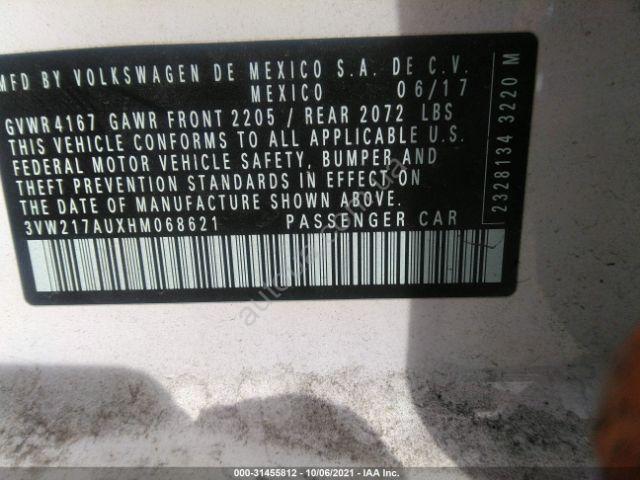 MFD BY VOLKSWAGEN DE MEXICO S.A. DE C.V.
MEXICO 06/17
GVWR 4167 GAWR FRONT 2205 / REAR 2072 LBS
THIS VEHICLE CONFORMS TO ALL APPLICABLE U.S.
FEDERAL MOTOR VEHICLE SAFETY, BUMPER AND
THEFT PREVENTION STANDARDS IN EFFECT ON
THE DATE OF MANUFACTURE SHOWN ABOVE.
3VW217AUXHM068621 PASSENGER CAR
2328134 3220 M
000-31455812 - 10/06/2021 - IAA Inc.